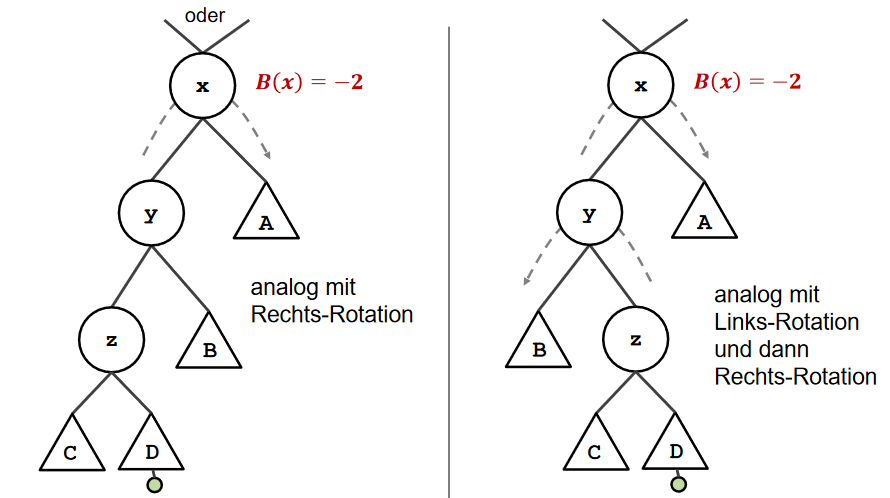 oder
x
B(x) = −2
y
A
analog mit
Rechts-Rotation
z
B
C
D
x
B(x) = −2
y
A
analog mit
Links-Rotation
und dann
Rechts-Rotation
B
z
C
D